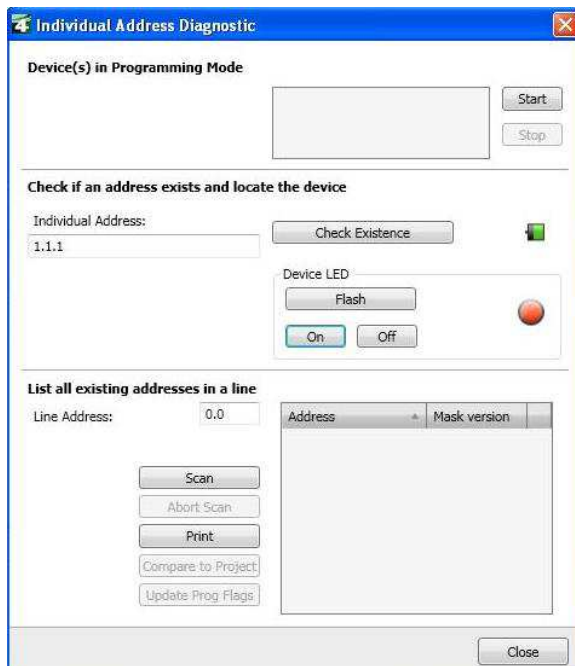 4 Individual Address Diagnostic
Device(s) in Programming Mode
Start
Stop
Check if an address exists and locate the device
Individual Address:
1.1.1
Check Existence
Device LED
Flash
On Off
List all existing addresses in a line
Line Address: 0.0
Address Mask version
Scan
Abort Scan
Print
Compare to Project
Update Prog Flags
Close